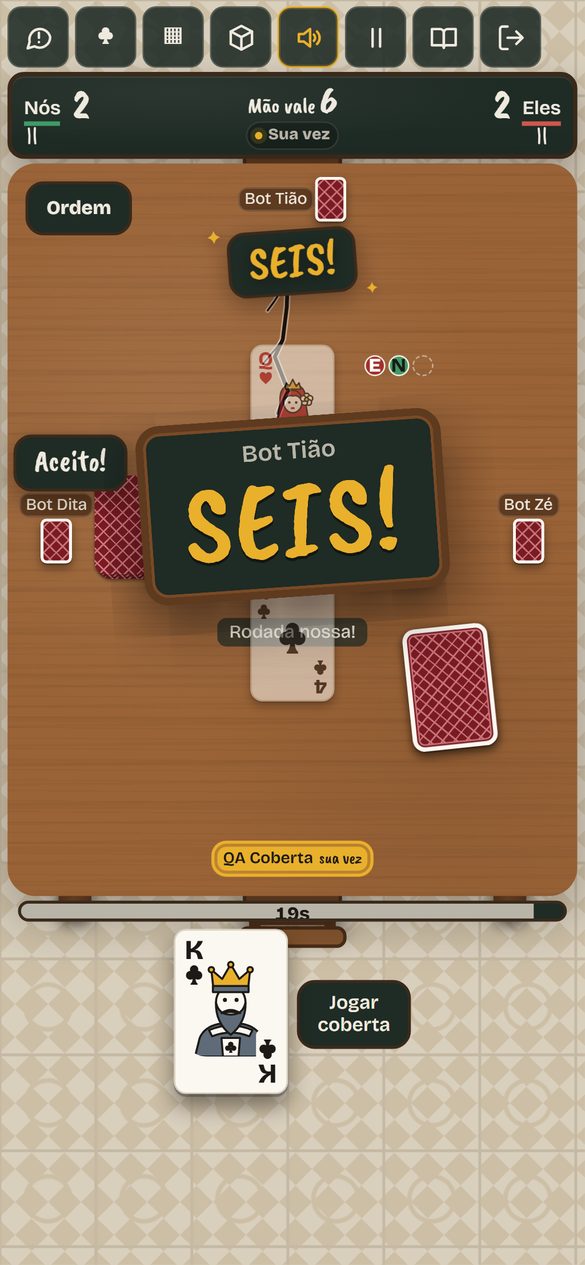 Nós 2
Mão vale 6
2 Eles
Sua vez
Ordem
Bot Tião
SEIS!
Q
E N
Aceito!
Bot Tião
SEIS!
Bot Dita
Bot Zé
Rodada nossa!
4
QA Coberta sua vez
19s
K
Jogar
coberta
K